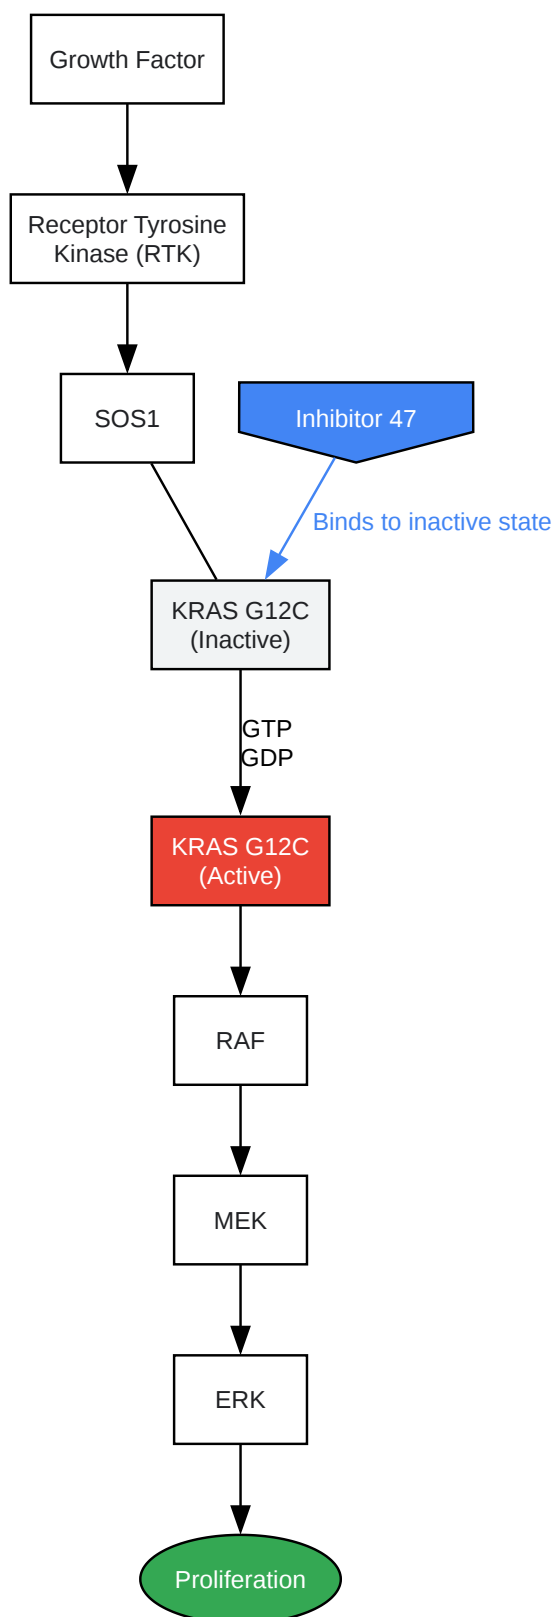 Growth Factor
Receptor Tyrosine
Kinase (RTK)
SOS1
Inhibitor 47
Binds to inactive state
KRAS G12C
(Inactive)
GTP
GDP
KRAS G12C
(Active)
RAF
MEK
ERK
Proliferation